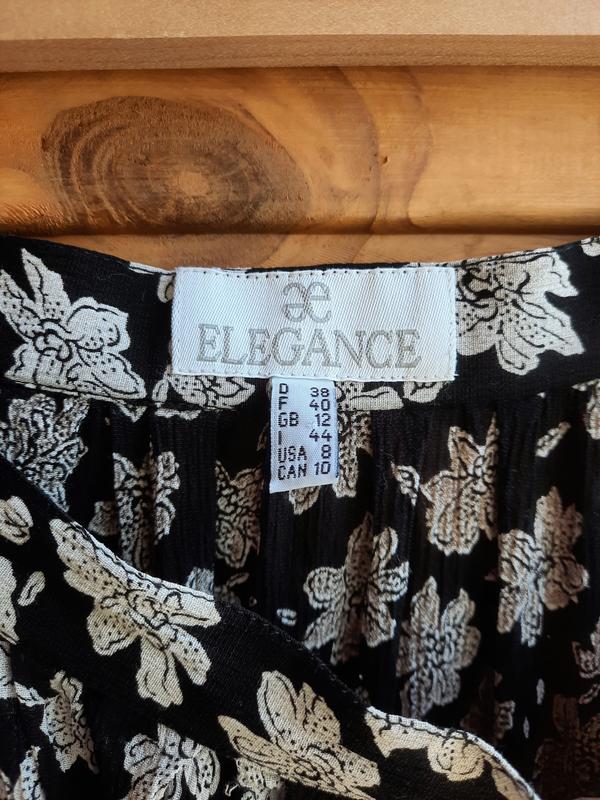 æ
ELEGANCE
D 38
F 40
GB 12
I 44
USA 8
CAN 10